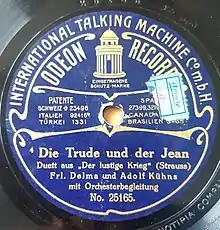 INTERNATIONAL TALKING MACHINE Co m.b.H.
ODEON RECORD
EINGETRAGENE
SCHUTZ-MARKE
PATENTE
SCHWEIZ
ITALIEN
TÜRKEI 1331
CANADA
BRASILIEN
4 Die Trude und der Jean
Duett aus „Der lustige Krieg" (Strauss)
Frl. Delma und Adolf Kühns
mit Orchesterbegleitung
No. 25165.